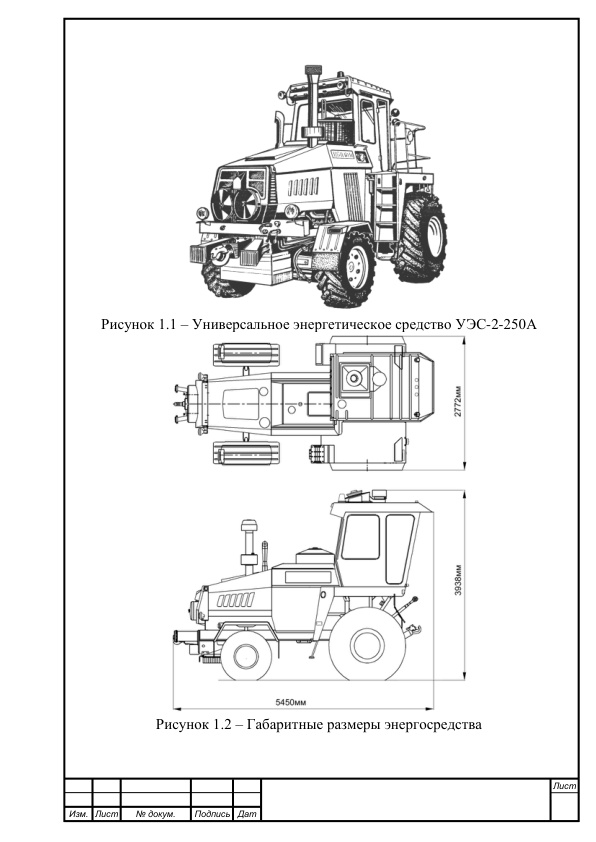 Рисунок 1.1 – Универсальное энергетическое средство УЭС-2-250А
2772мм
3938мм
5450мм
Рисунок 1.2 – Габаритные размеры энергосредства
Лист
Изм. Лист № докум. Подпись Дат